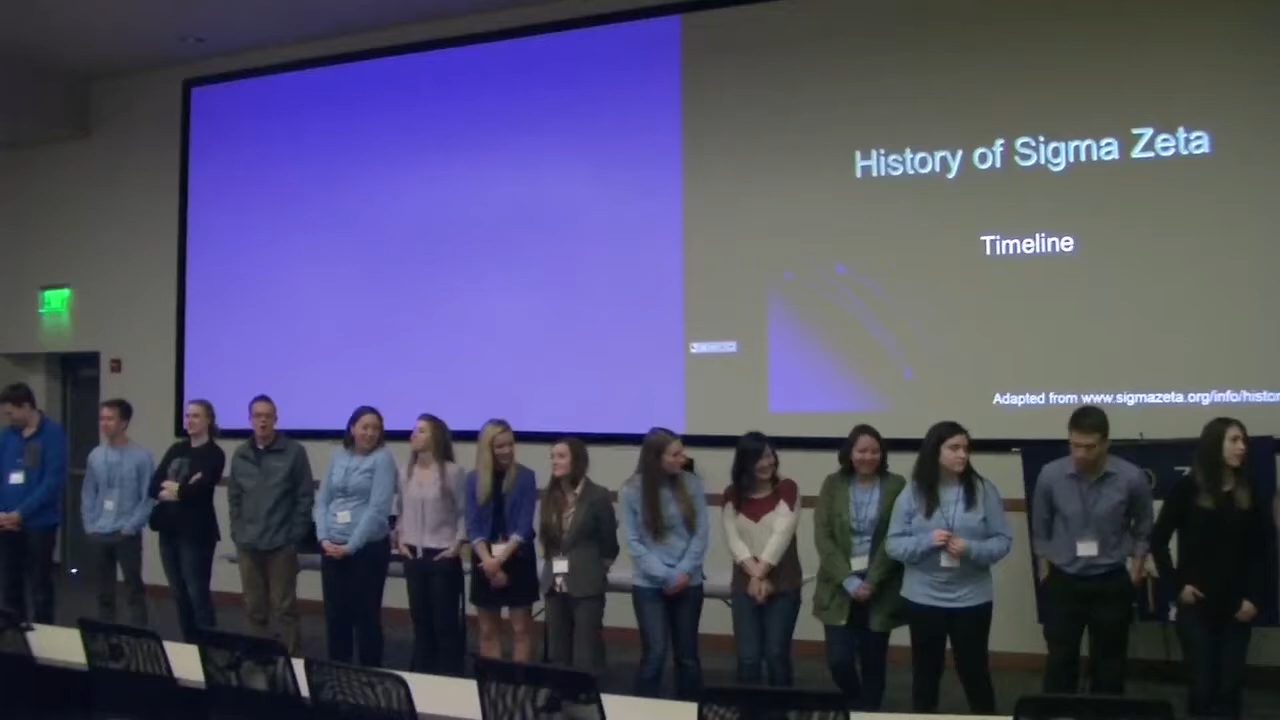 History of Sigma Zeta
Timeline
Adapted from www.sigmazeta.org/info/histor